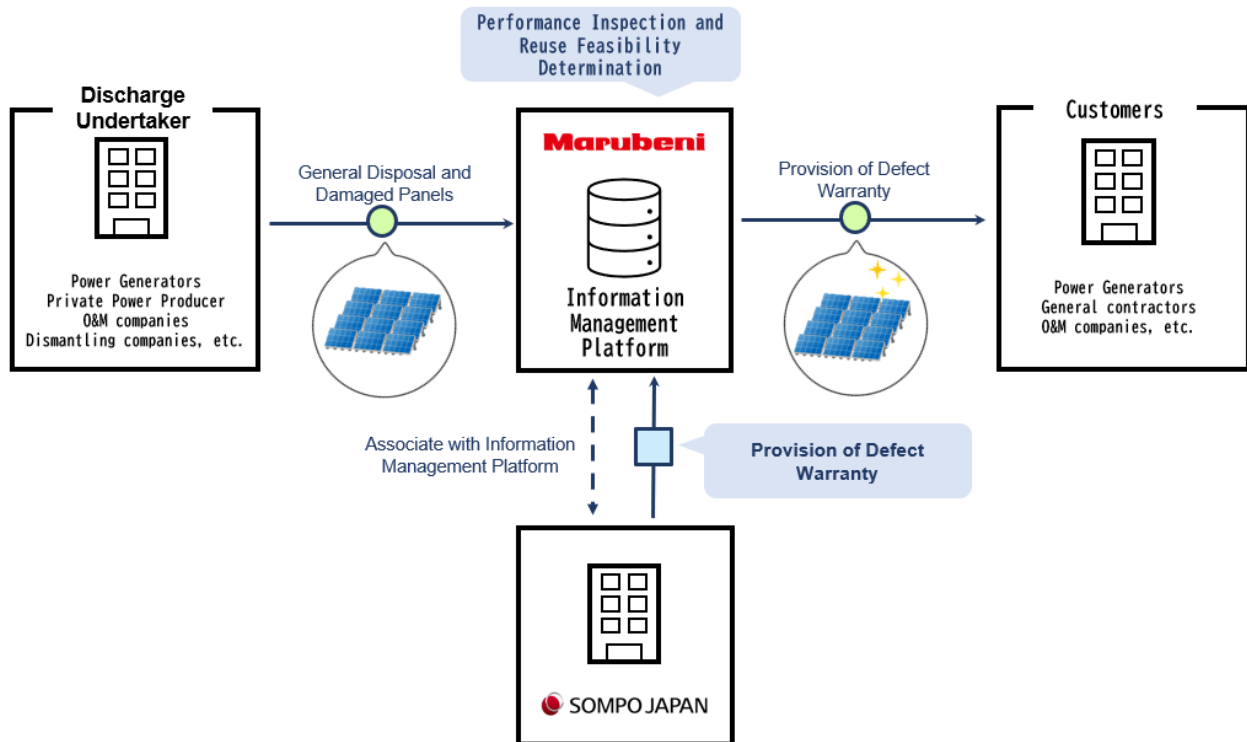 Performance Inspection and
Reuse Feasibility
Determination
Discharge
Undertaker
Power Generators
Private Power Producer
O&M companies
Dismantling companies, etc.
General Disposal and
Damaged Panels
Marubeni
Information
Management
Platform
Provision of Defect
Warranty
Customers
Power Generators
General contractors
O&M companies, etc.
Associate with Information
Management Platform
Provision of Defect
Warranty
SOMPO JAPAN